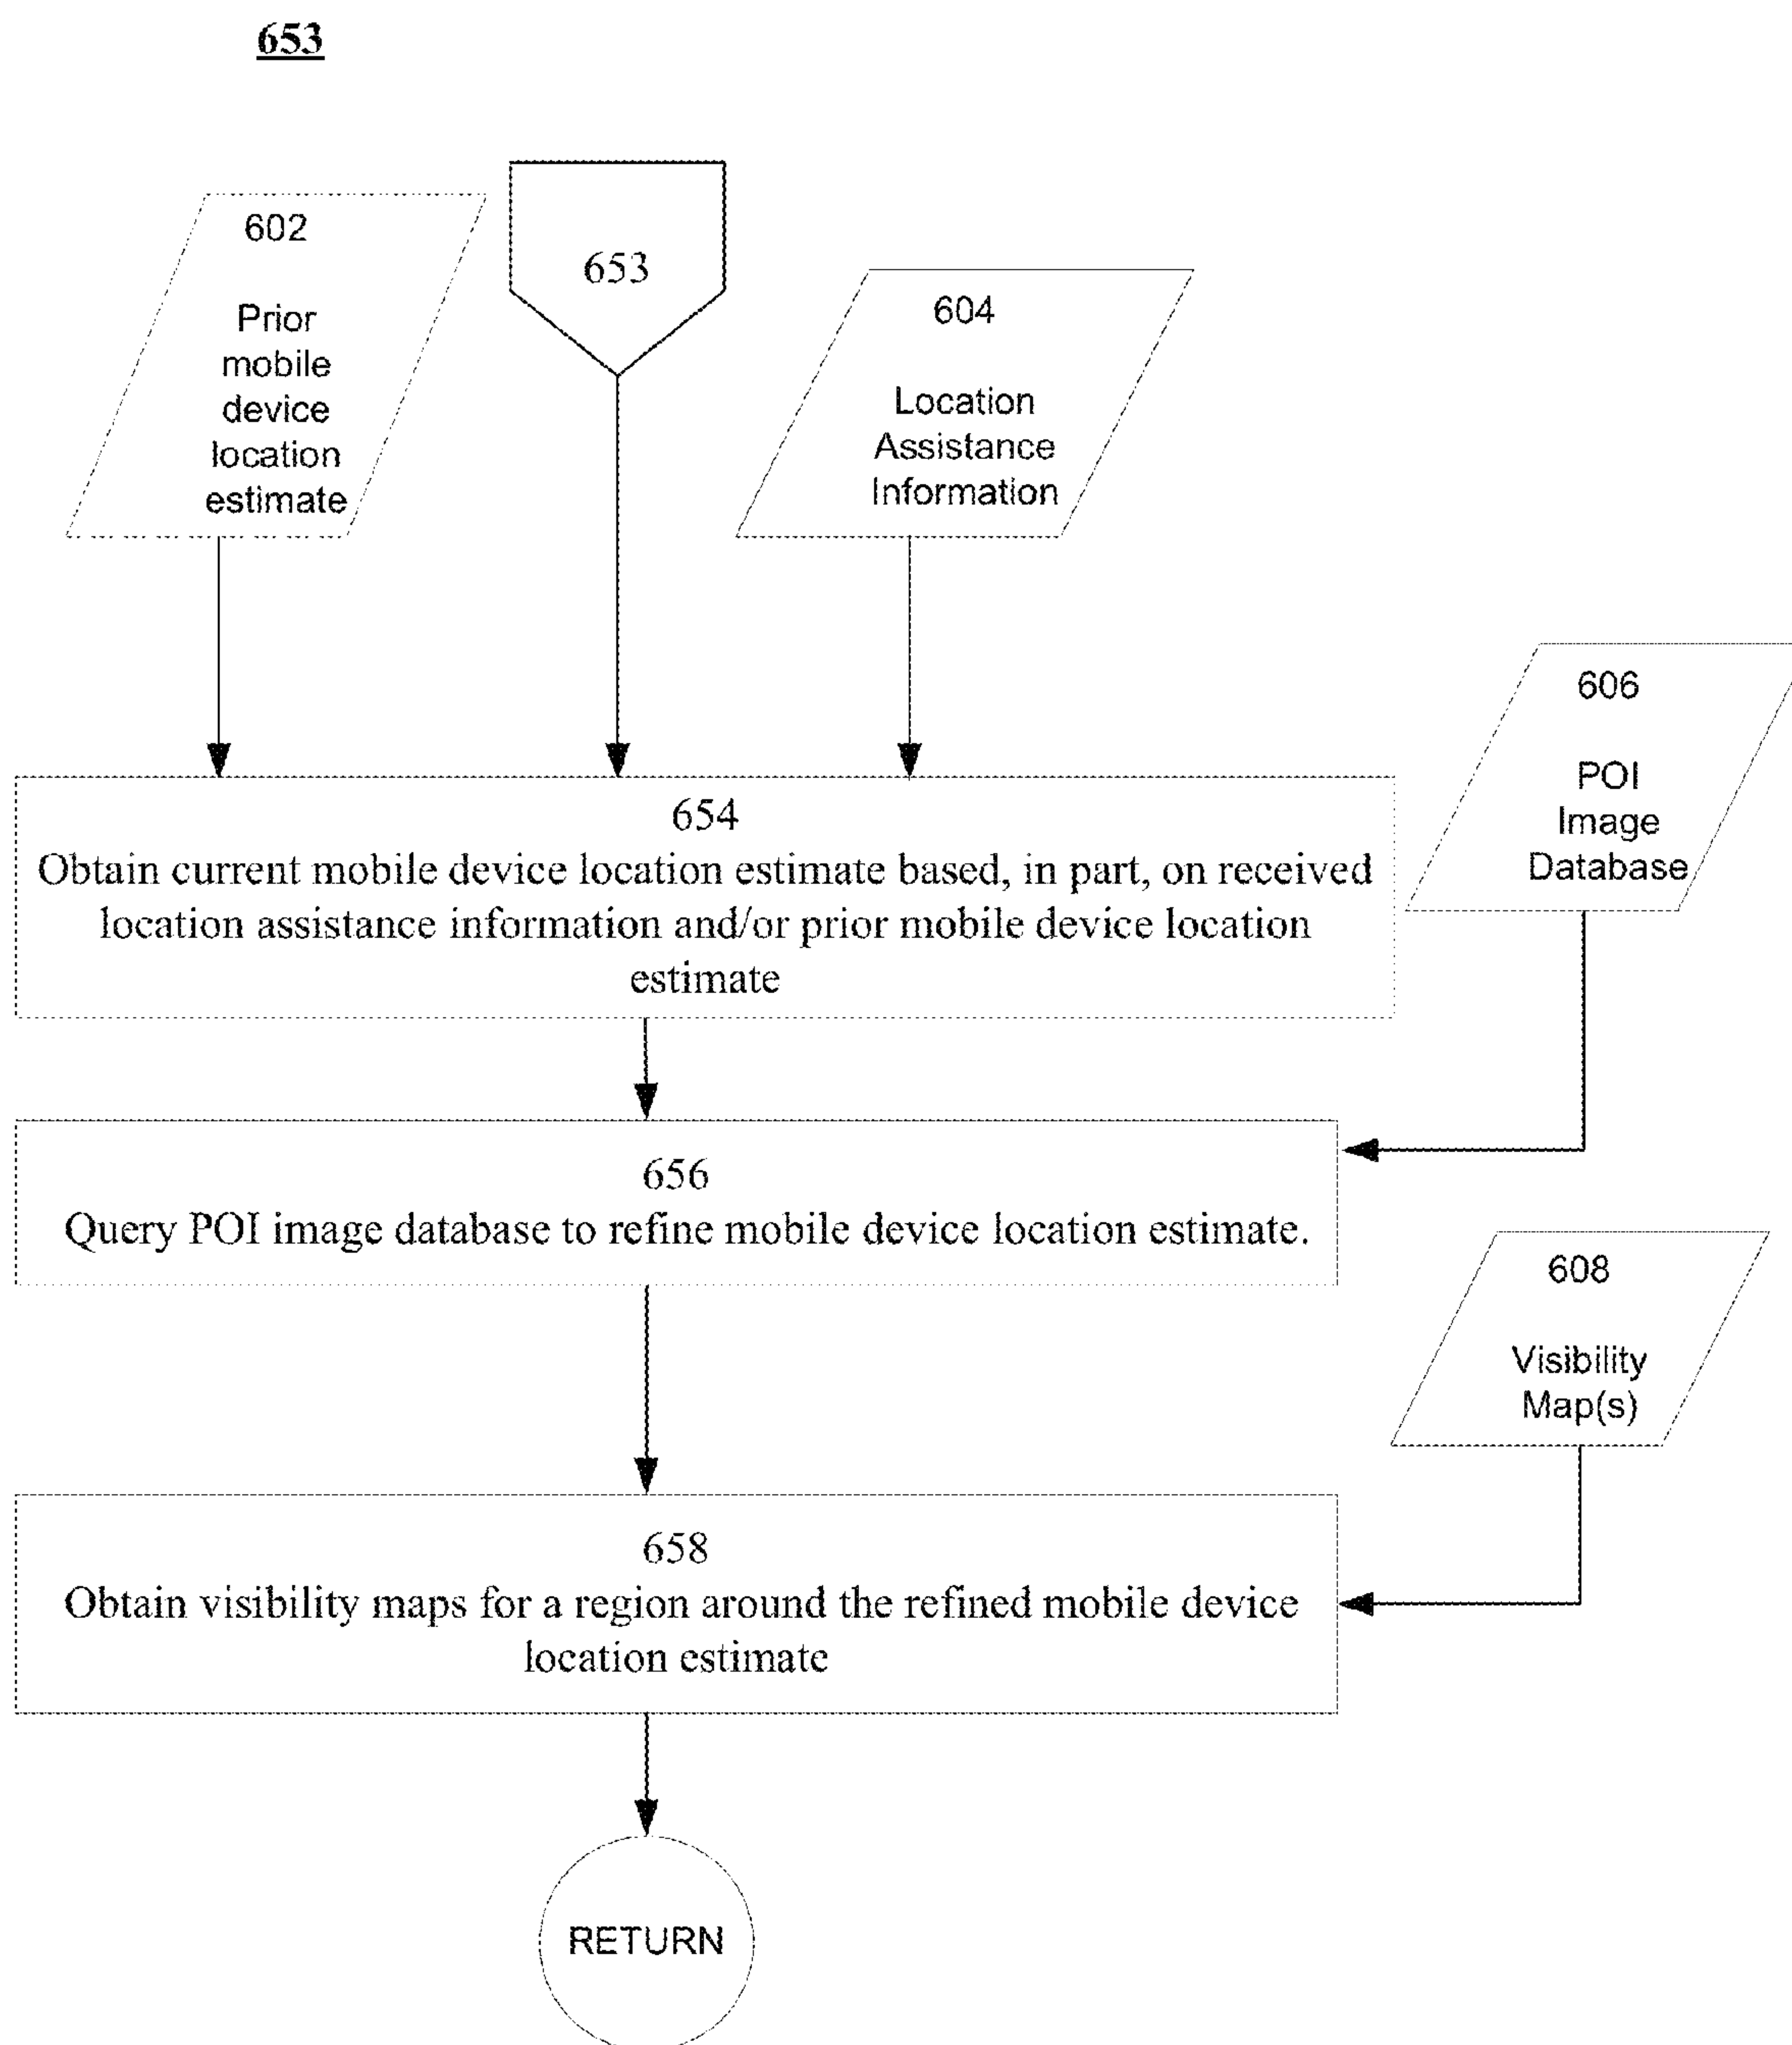 653
602
Prior
mobile
device
location
estimate
653
604
Location
Assistance
Information
606
POI
Image
Database
654
Obtain current mobile device location estimate based, in part, on received
location assistance information and/or prior mobile device location
estimate
656
Query POI image database to refine mobile device location estimate.
608
Visibility
Map(s)
658
Obtain visibility maps for a region around the refined mobile device
location estimate
RETURN